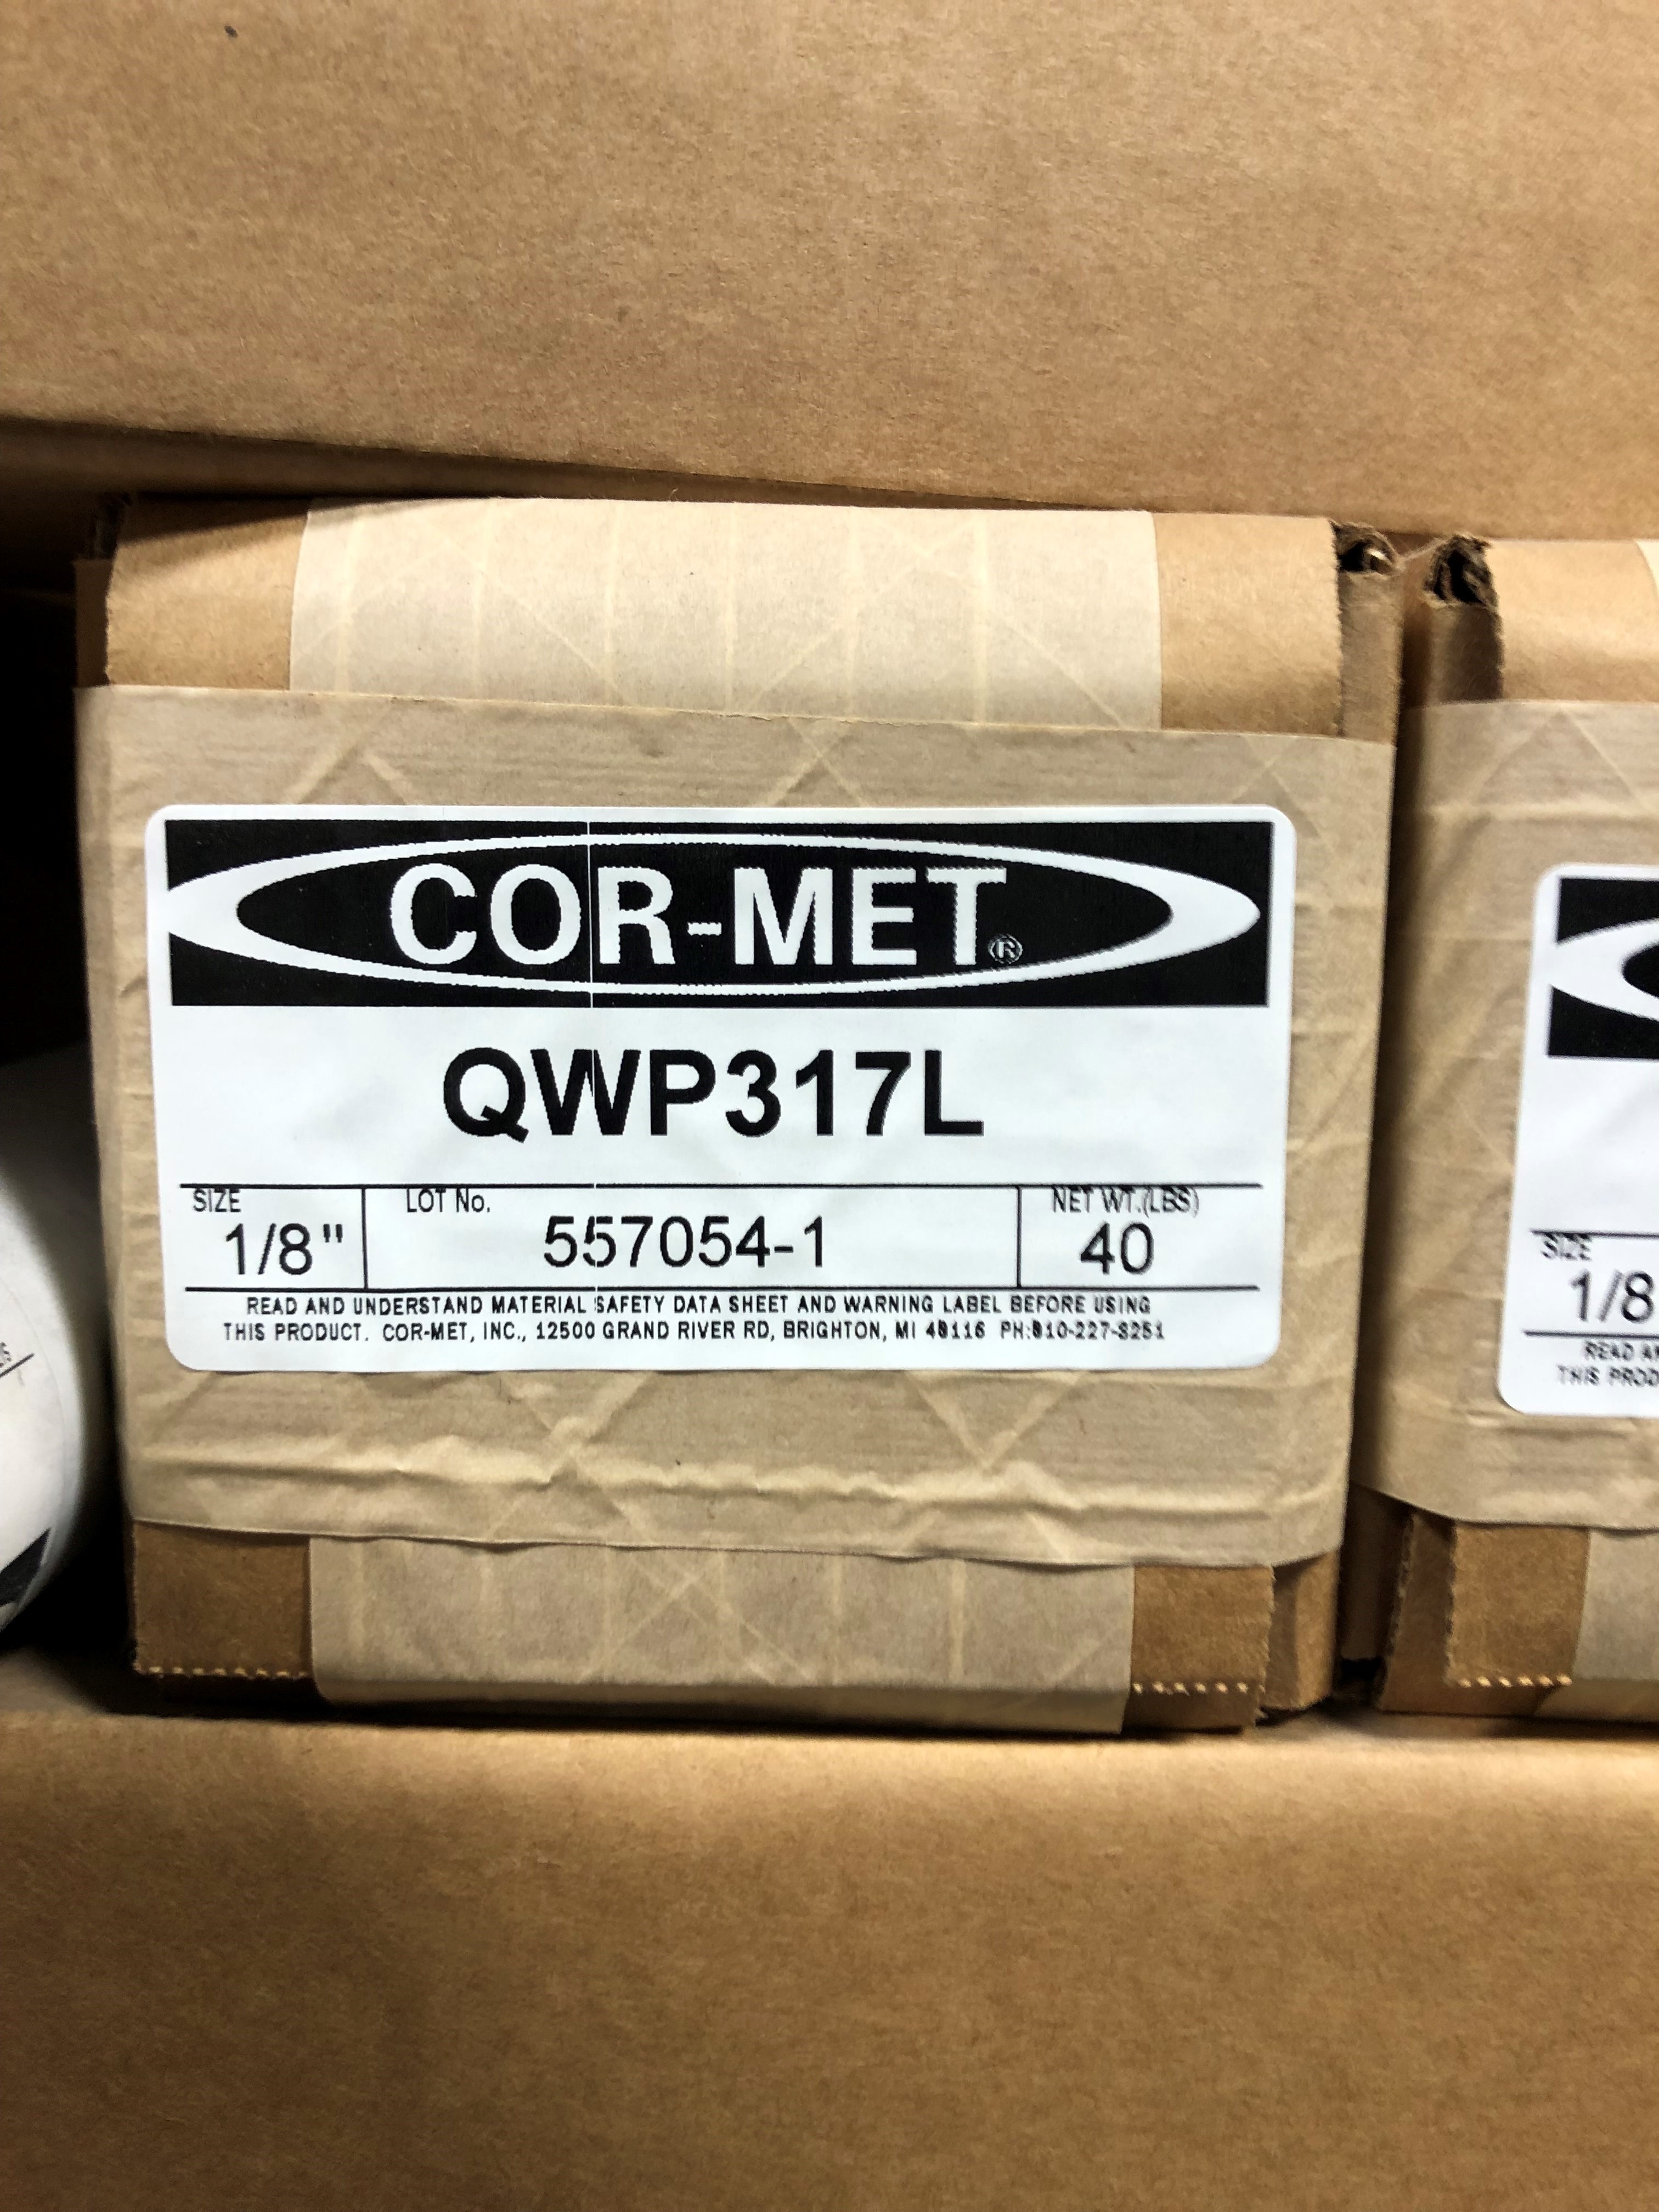 COR-MET®
QWP317L
SIZE LOT No. NET WT.(LBS)
1/8" 557054-1 40
READ AND UNDERSTAND MATERIAL SAFETY DATA SHEET AND WARNING LABEL BEFORE USING
THIS PRODUCT. COR-MET, INC., 12500 GRAND RIVER RD, BRIGHTON, MI 48116 PH:810-227-3251
SIZE
1/8
READ AN
THIS PROD